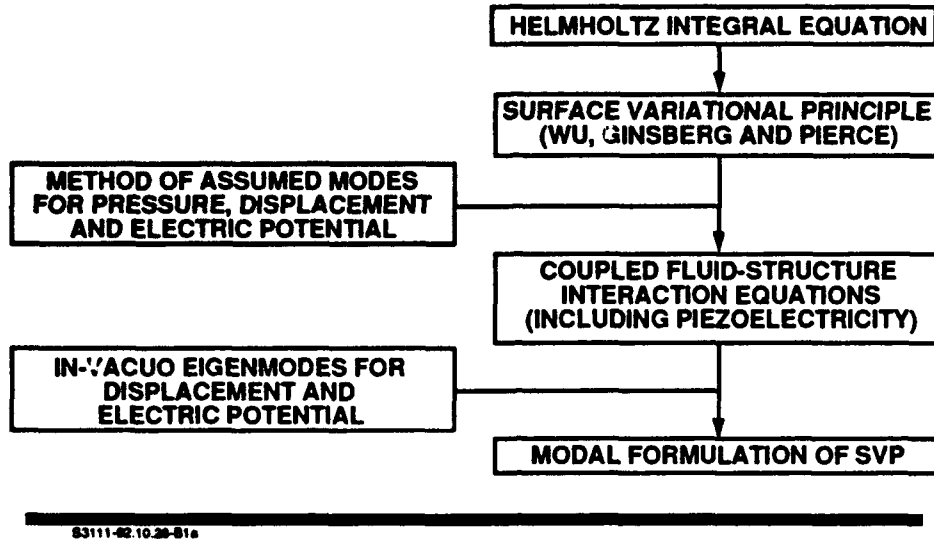 HELMHOLTZ INTEGRAL EQUATION
SURFACE VARIATIONAL PRINCIPLE
(WU, GINSBERG AND PIERCE)
METHOD OF ASSUMED MODES
FOR PRESSURE, DISPLACEMENT
AND ELECTRIC POTENTIAL
COUPLED FLUID-STRUCTURE
INTERACTION EQUATIONS
(INCLUDING PIEZOELECTRICITY)
IN-VACUO EIGENMODES FOR
DISPLACEMENT AND
ELECTRIC POTENTIAL
MODAL FORMULATION OF SVP